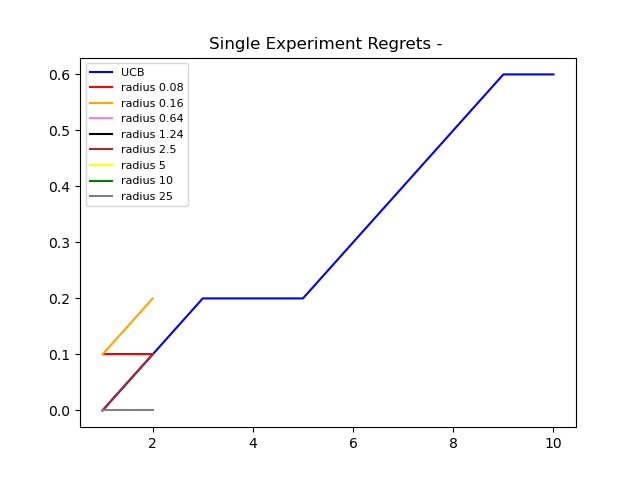 Single Experiment Regrets -
UCB
radius 0.08
radius 0.16
radius 0.64
radius 1.24
radius 2.5
radius 5
radius 10
radius 25
0.6
0.5
0.4
0.3
0.2
0.1
0.0
2 4 6 8 10